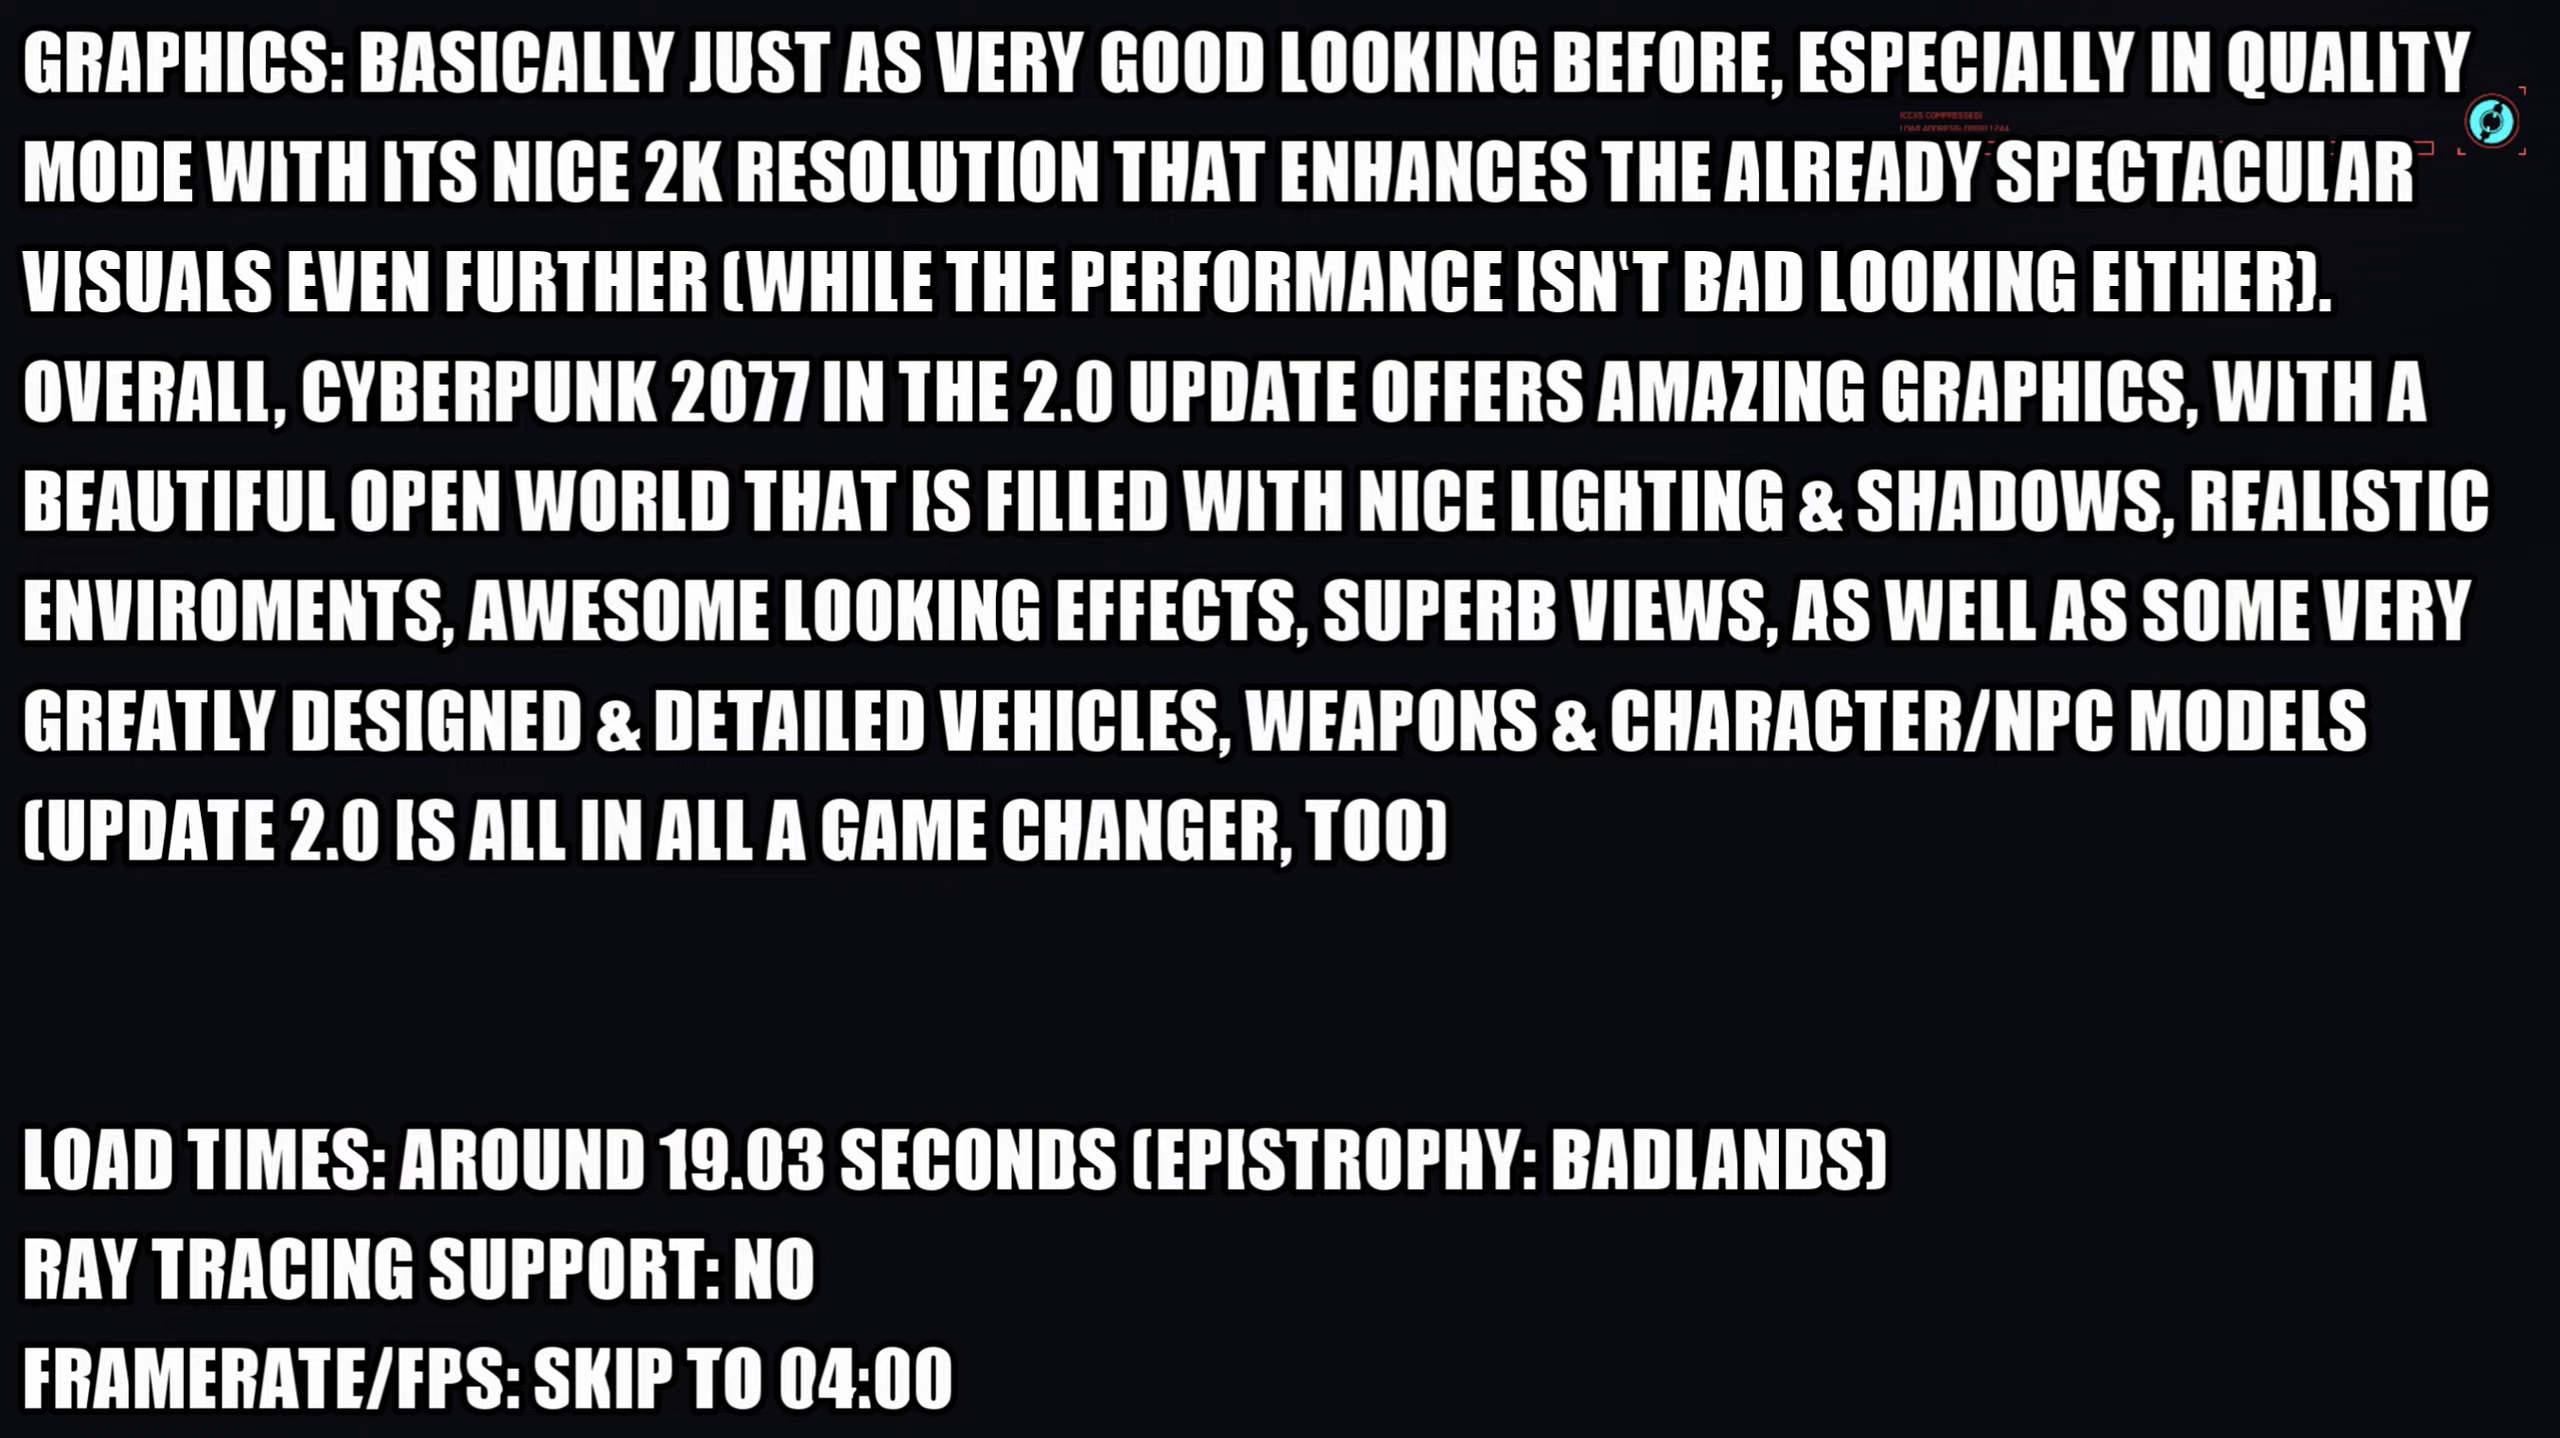 GRAPHICS: BASICALLY JUST AS VERY GOOD LOOKING BEFORE, ESPECIALLY IN QUALITY
MODE WITH ITS NICE 2K RESOLUTION THAT ENHANCES THE ALREADY SPECTACULAR
VISUALS EVEN FURTHER (WHILE THE PERFORMANCE ISN'T BAD LOOKING EITHER).
OVERALL, CYBERPUNK 2077 IN THE 2.0 UPDATE OFFERS AMAZING GRAPHICS, WITH A
BEAUTIFUL OPEN WORLD THAT IS FILLED WITH NICE LIGHTING & SHADOWS, REALISTIC
ENVIROMENTS, AWESOME LOOKING EFFECTS, SUPERB VIEWS, AS WELL AS SOME VERY
GREATLY DESIGNED & DETAILED VEHICLES, WEAPONS & CHARACTER/NPC MODELS
(UPDATE 2.0 IS ALL IN ALL A GAME CHANGER, TOO)
LOAD TIMES: AROUND 19.03 SECONDS (EPISTROPHY: BADLANDS)
RAY TRACING SUPPORT: NO
FRAMERATE/FPS: SKIP TO 04:00